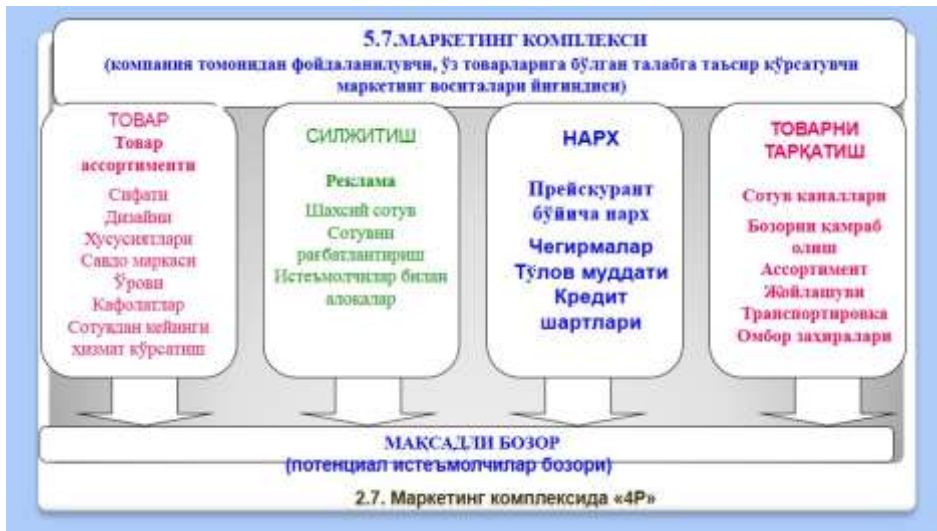 5.7.МАРКЕТИНГ КОМПЛЕКСИ
(компания томонидан фойдаланилувчи, ўз товарларига бўлган талабга таъсир кўрсатувчи
маркетинг воситалари йиғиндиси)
ТОВАР
Товар
ассортименти
Сифати
Дизайни
Хусусиятлари
Савдо маркаси
Ўрови
Кафолатлар
Сотувдан кейинги
хизмат кўрсатиш
СИЛЖИТИШ
Реклама
Шахсий сотув
Сотувни
рағбатлантириш
Истеъмолчилар билан
алоқалар
НАРХ
Прейскурант
бўйича нарх
Чегирмалар
Тўлов муддати
Кредит
шартлари
ТОВАРНИ
ТАРҚАТИШ
Сотув каналлари
Бозорни қамраб
олиш
Ассортимент
Жойлашуви
Транспортировка
Омбор захиралари
МАҚСАДЛИ БОЗОР
(потенциал истеъмолчилар бозори)
2.7. Маркетинг комплексида «4Р»